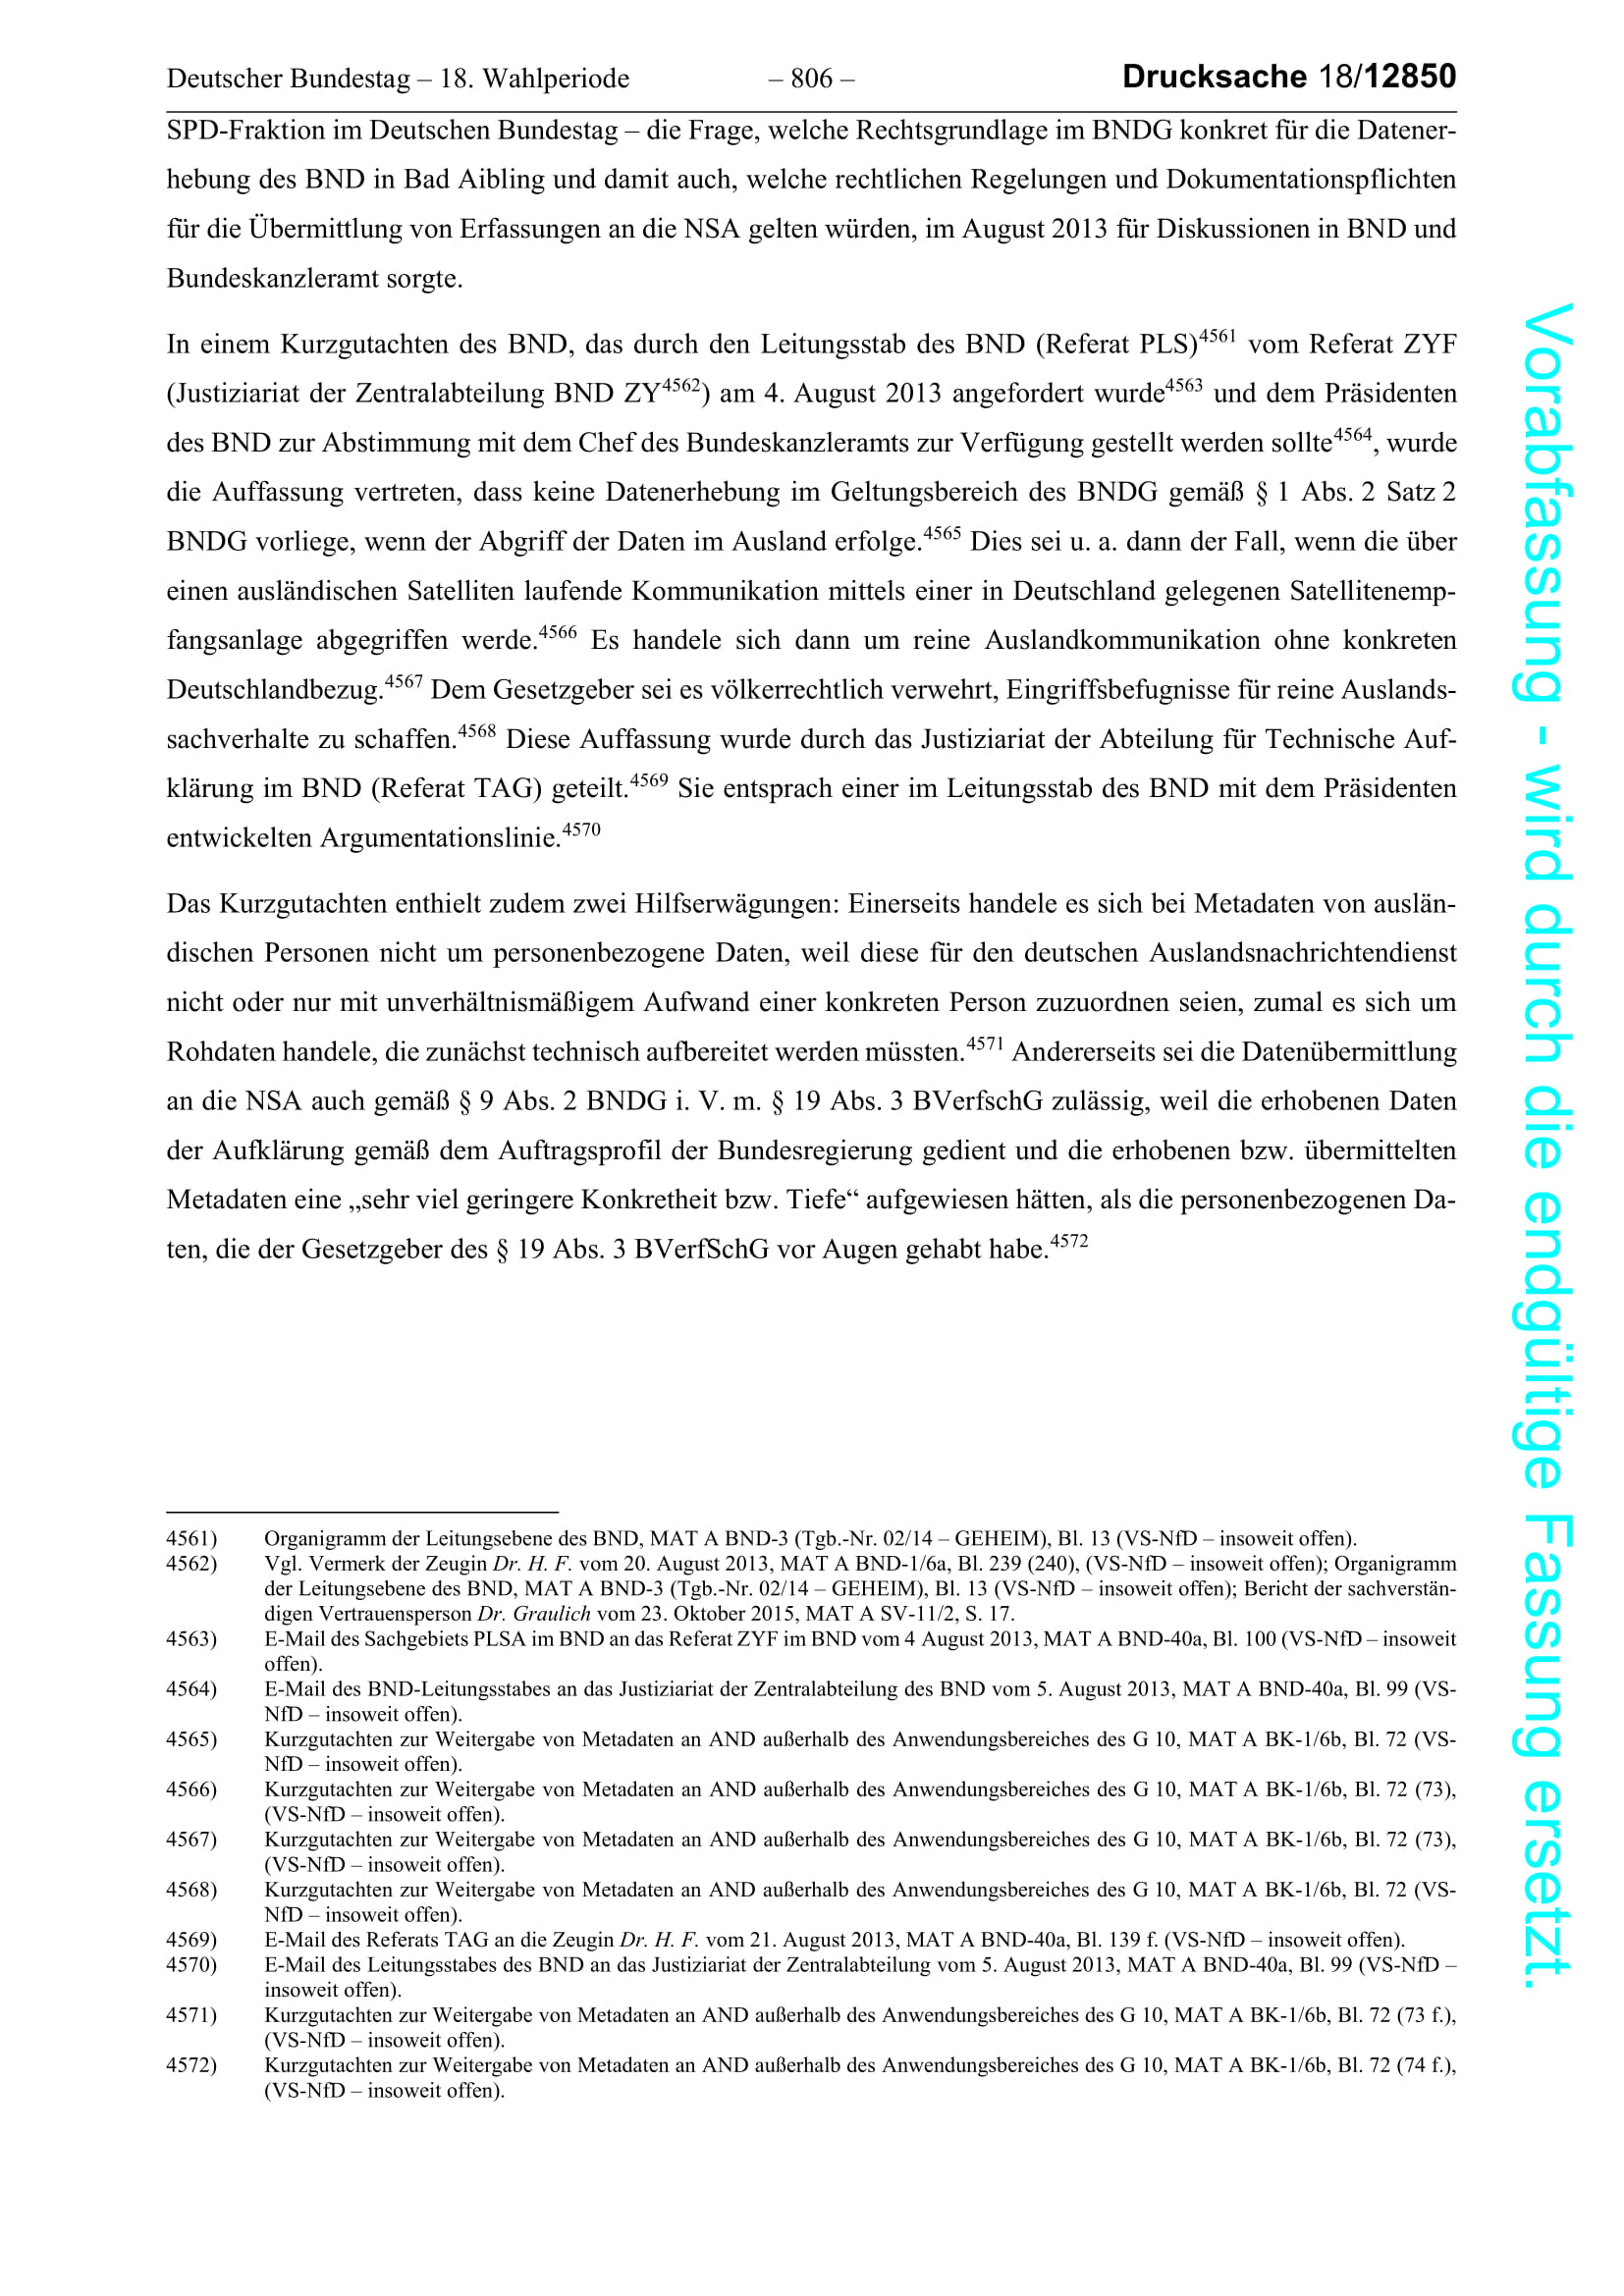 Deutscher Bundestag – 18. Wahlperiode – 806 – Drucksache 18/12850
SPD-Fraktion im Deutschen Bundestag – die Frage, welche Rechtsgrundlage im BNDG konkret für die Datener-
hebung des BND in Bad Aibling und damit auch, welche rechtlichen Regelungen und Dokumentationspflichten
für die Übermittlung von Erfassungen an die NSA gelten würden, im August 2013 für Diskussionen in BND und
Bundeskanzleramt sorgte.
In einem Kurzgutachten des BND, das durch den Leitungsstab des BND (Referat PLS)4561 vom Referat ZYF
(Justiziariat der Zentralabteilung BND ZY4562) am 4. August 2013 angefordert wurde4563 und dem Präsidenten
des BND zur Abstimmung mit dem Chef des Bundeskanzleramts zur Verfügung gestellt werden sollte4564, wurde
die Auffassung vertreten, dass keine Datenerhebung im Geltungsbereich des BNDG gemäß § 1 Abs. 2 Satz 2
BNDG vorliege, wenn der Abgriff der Daten im Ausland erfolge.4565 Dies sei u. a. dann der Fall, wenn die über
einen ausländischen Satelliten laufende Kommunikation mittels einer in Deutschland gelegenen Satellitenemp-
fangsanlage abgegriffen werde.4566 Es handele sich dann um reine Auslandkommunikation ohne konkreten
Deutschlandbezug.4567 Dem Gesetzgeber sei es völkerrechtlich verwehrt, Eingriffsbefugnisse für reine Auslands-
sachverhalte zu schaffen.4568 Diese Auffassung wurde durch das Justiziariat der Abteilung für Technische Auf-
klärung im BND (Referat TAG) geteilt.4569 Sie entsprach einer im Leitungsstab des BND mit dem Präsidenten
entwickelten Argumentationslinie.4570
Das Kurzgutachten enthielt zudem zwei Hilfserwägungen: Einerseits handele es sich bei Metadaten von auslän-
dischen Personen nicht um personenbezogene Daten, weil diese für den deutschen Auslandsnachrichtendienst
nicht oder nur mit unverhältnismäßigem Aufwand einer konkreten Person zuzuordnen seien, zumal es sich um
Rohdaten handele, die zunächst technisch aufbereitet werden müssten.4571 Andererseits sei die Datenübermittlung
an die NSA auch gemäß § 9 Abs. 2 BNDG i. V. m. § 19 Abs. 3 BVerfschG zulässig, weil die erhobenen Daten
der Aufklärung gemäß dem Auftragsprofil der Bundesregierung gedient und die erhobenen bzw. übermittelten
Metadaten eine „sehr viel geringere Konkretheit bzw. Tiefe“ aufgewiesen hätten, als die personenbezogenen Da-
ten, die der Gesetzgeber des § 19 Abs. 3 BVerfSchG vor Augen gehabt habe.4572
4561) Organigramm der Leitungsebene des BND, MAT A BND-3 (Tgb.-Nr. 02/14 – GEHEIM), Bl. 13 (VS-NfD – insoweit offen).
4562) Vgl. Vermerk der Zeugin Dr. H. F. vom 20. August 2013, MAT A BND-1/6a, Bl. 239 (240), (VS-NfD – insoweit offen); Organigramm
der Leitungsebene des BND, MAT A BND-3 (Tgb.-Nr. 02/14 – GEHEIM), Bl. 13 (VS-NfD – insoweit offen); Bericht der sachverstän-
digen Vertrauensperson Dr. Graulich vom 23. Oktober 2015, MAT A SV-11/2, S. 17.
4563) E-Mail des Sachgebiets PLSA im BND an das Referat ZYF im BND vom 4 August 2013, MAT A BND-40a, Bl. 100 (VS-NfD – insoweit
offen).
4564) E-Mail des BND-Leitungsstabes an das Justiziariat der Zentralabteilung des BND vom 5. August 2013, MAT A BND-40a, Bl. 99 (VS-
NfD – insoweit offen).
4565) Kurzgutachten zur Weitergabe von Metadaten an AND außerhalb des Anwendungsbereiches des G 10, MAT A BK-1/6b, Bl. 72 (VS-
NfD – insoweit offen).
4566) Kurzgutachten zur Weitergabe von Metadaten an AND außerhalb des Anwendungsbereiches des G 10, MAT A BK-1/6b, Bl. 72 (73),
(VS-NfD – insoweit offen).
4567) Kurzgutachten zur Weitergabe von Metadaten an AND außerhalb des Anwendungsbereiches des G 10, MAT A BK-1/6b, Bl. 72 (73),
(VS-NfD – insoweit offen).
4568) Kurzgutachten zur Weitergabe von Metadaten an AND außerhalb des Anwendungsbereiches des G 10, MAT A BK-1/6b, Bl. 72 (VS-
NfD – insoweit offen).
4569) E-Mail des Referats TAG an die Zeugin Dr. H. F. vom 21. August 2013, MAT A BND-40a, Bl. 139 f. (VS-NfD – insoweit offen).
4570) E-Mail des Leitungsstabes des BND an das Justiziariat der Zentralabteilung vom 5. August 2013, MAT A BND-40a, Bl. 99 (VS-NfD –
insoweit offen).
4571) Kurzgutachten zur Weitergabe von Metadaten an AND außerhalb des Anwendungsbereiches des G 10, MAT A BK-1/6b, Bl. 72 (73 f.),
(VS-NfD – insoweit offen).
4572) Kurzgutachten zur Weitergabe von Metadaten an AND außerhalb des Anwendungsbereiches des G 10, MAT A BK-1/6b, Bl. 72 (74 f.),
(VS-NfD – insoweit offen).
Vorabfassung - wird durch die endgültige Fassung ersetzt.